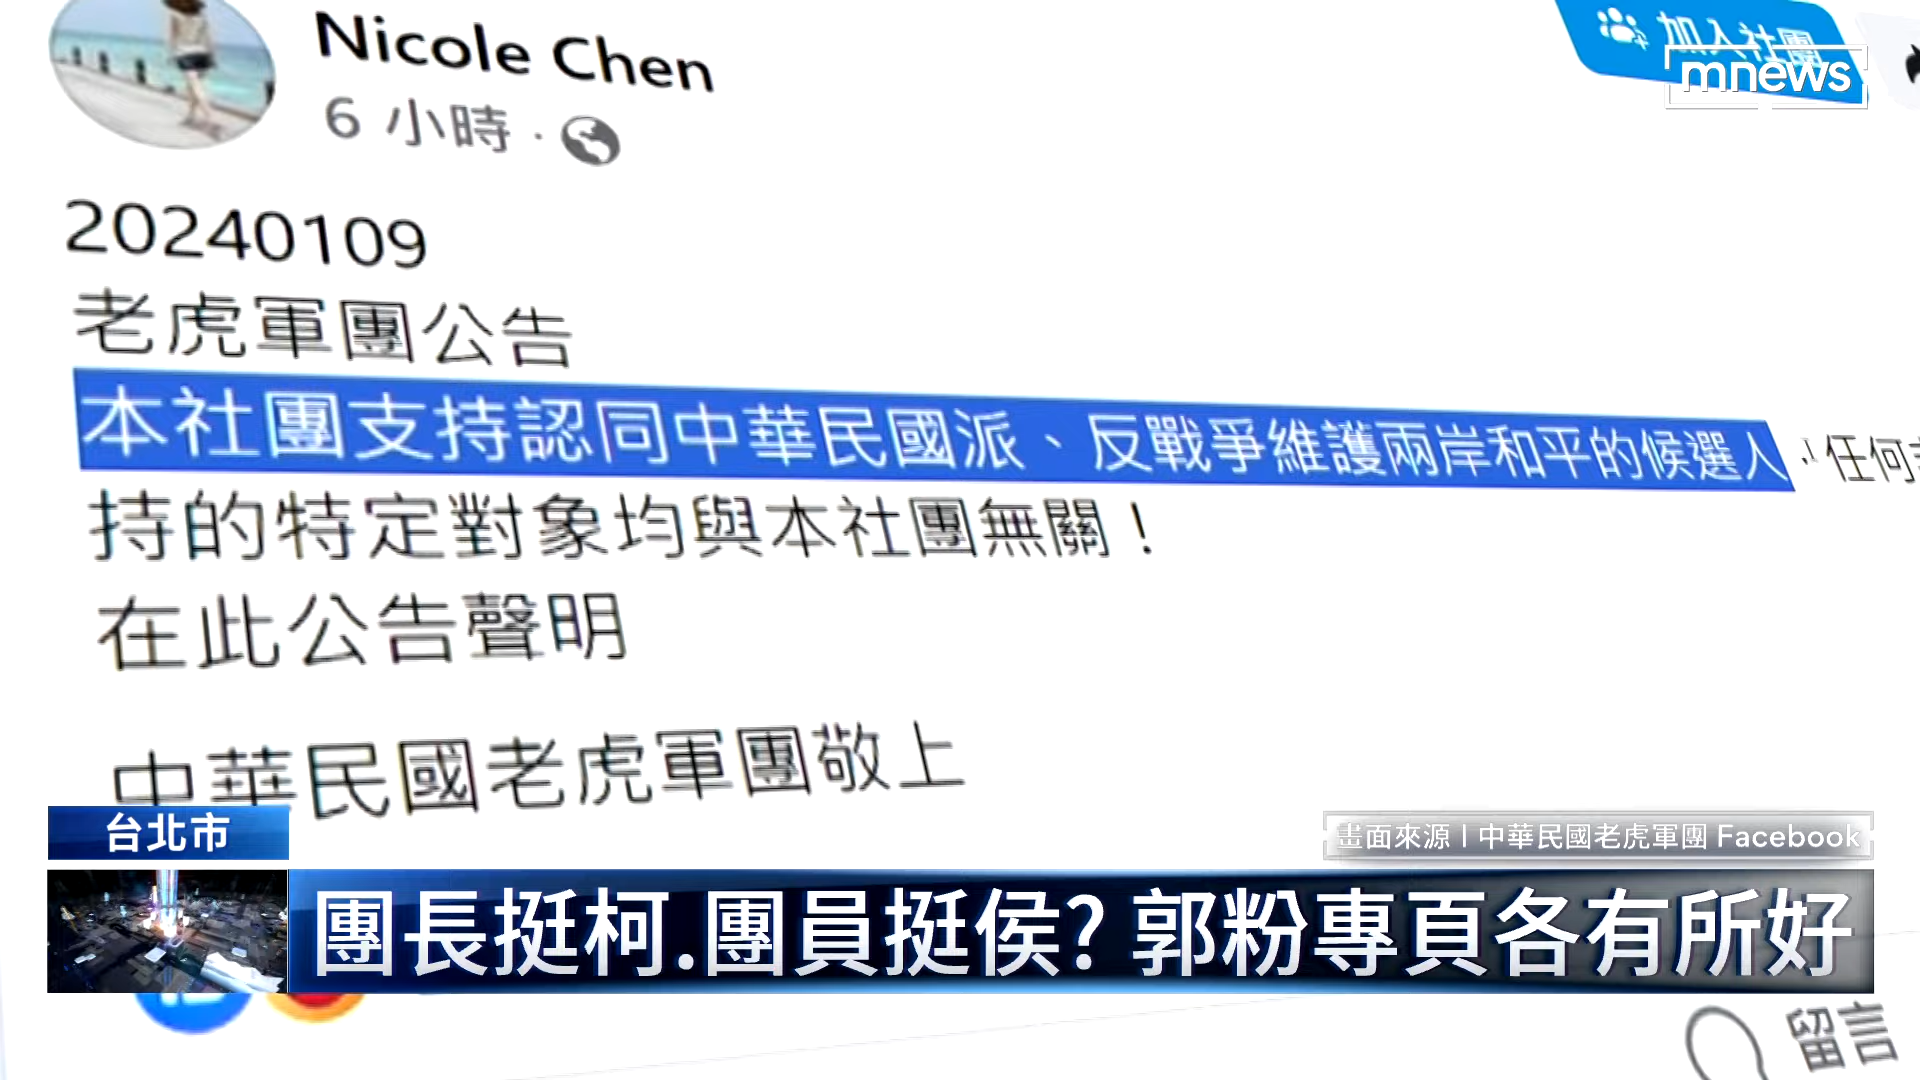 Nicole Chen
加入社團
mnews
6 小時 ·
20240109
老虎軍團公告
本社團支持認同中華民國派、反戰爭維護兩岸和平的候選人，任何
持的特定對象均與本社團無關！
在此公告聲明
中華民國老虎軍團敬上
台北市
畫面來源 | 中華民國老虎軍團 Facebook
團長挺柯.團員挺侯? 郭粉專頁各有所好
留言